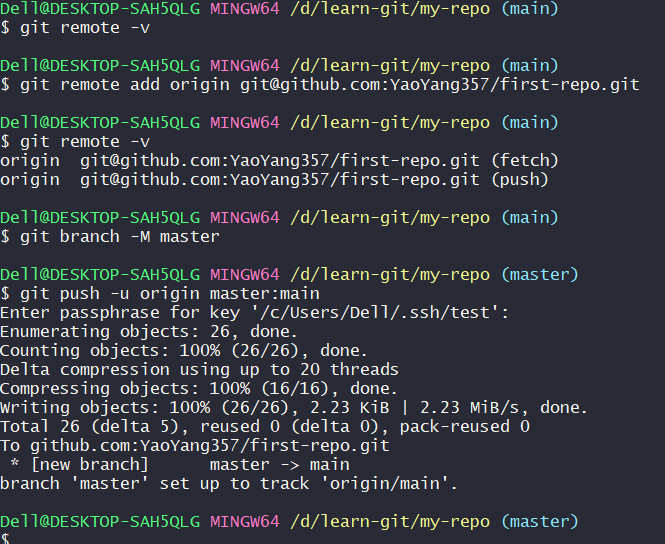 Dell@DESKTOP-SAH5QLG MINGW64 /d/learn-git/my-repo (main)
$ git remote -v
Dell@DESKTOP-SAH5QLG MINGW64 /d/learn-git/my-repo (main)
$ git remote add origin git@github.com:YaoYang357/first-repo.git
Dell@DESKTOP-SAH5QLG MINGW64 /d/learn-git/my-repo (main)
$ git remote -v
origin  git@github.com:YaoYang357/first-repo.git (fetch)
origin  git@github.com:YaoYang357/first-repo.git (push)
Dell@DESKTOP-SAH5QLG MINGW64 /d/learn-git/my-repo (main)
$ git branch -M master
Dell@DESKTOP-SAH5QLG MINGW64 /d/learn-git/my-repo (master)
$ git push -u origin master:main
Enter passphrase for key '/c/Users/Dell/.ssh/test':
Enumerating objects: 26, done.
Counting objects: 100% (26/26), done.
Delta compression using up to 20 threads
Compressing objects: 100% (16/16), done.
Writing objects: 100% (26/26), 2.23 KiB | 2.23 MiB/s, done.
Total 26 (delta 5), reused 0 (delta 0), pack-reused 0
To github.com:YaoYang357/first-repo.git
 * [new branch]      master -> main
branch 'master' set up to track 'origin/main'.
Dell@DESKTOP-SAH5QLG MINGW64 /d/learn-git/my-repo (master)
$